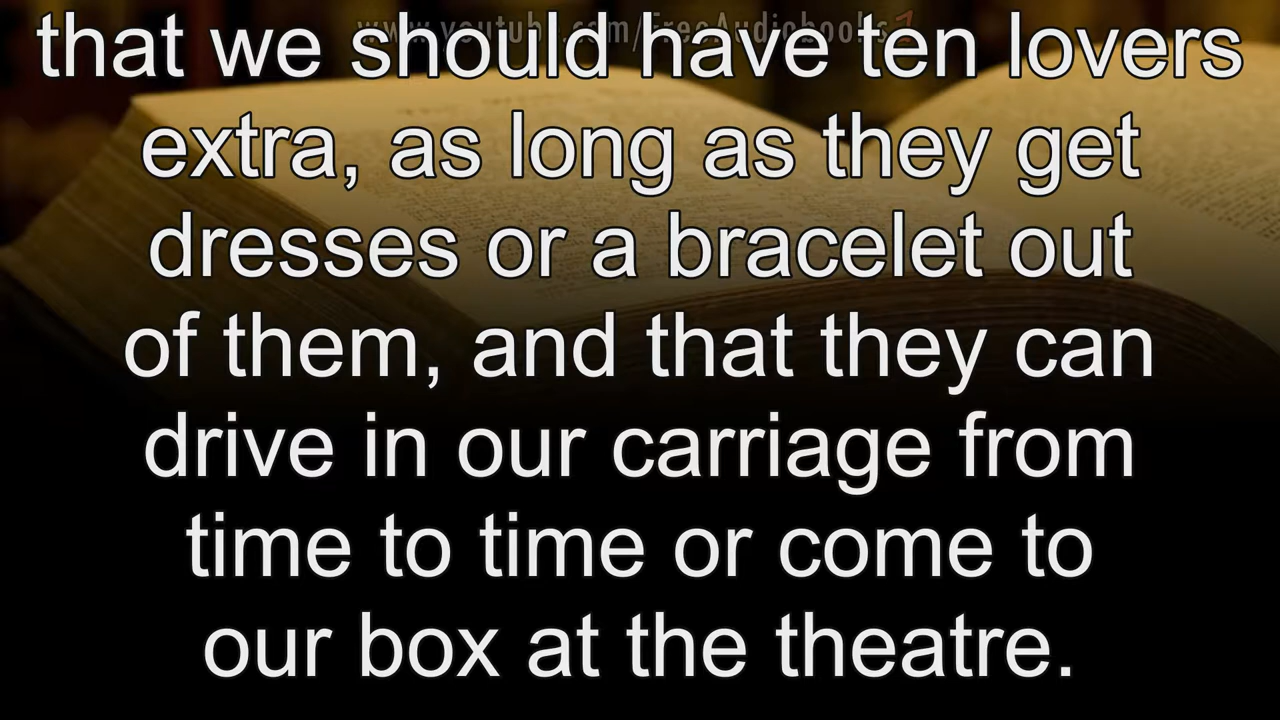 www.youtube.com/FreeAudiobooks
that we should have ten lovers
extra, as long as they get
dresses or a bracelet out
of them, and that they can
drive in our carriage from
time to time or come to
our box at the theatre.